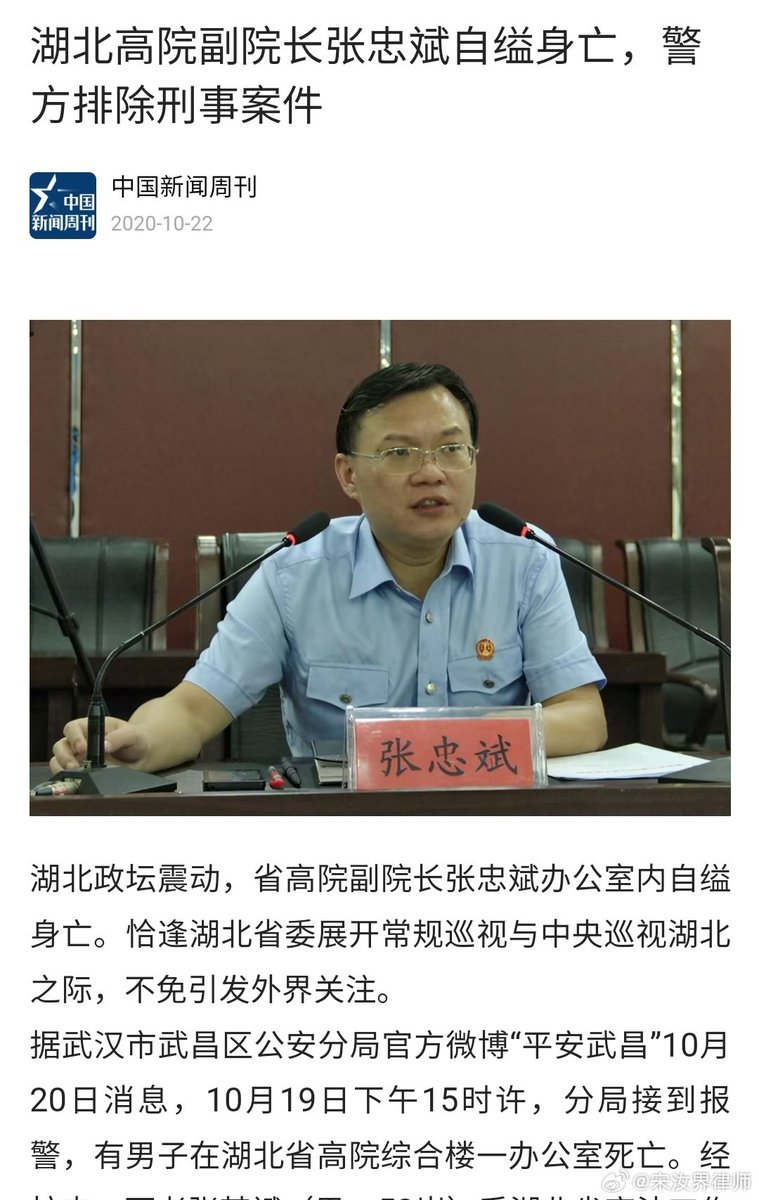 湖北高院副院长张忠斌自缢身亡，警
方排除刑事案件
中国
新闻周刊
中国新闻周刊
2020-10-22
张忠斌
湖北政坛震动，省高院副院长张忠斌办公室内自缢
身亡。恰逢湖北省委展开常规巡视与中央巡视湖北
之际，不免引发外界关注。
据武汉市武昌区公安分局官方微博“平安武昌”10月
20日消息，10月19日下午15时许，分局接到报
警，有男子在湖北省高院综合楼一办公室死亡。经
@宋汝界律师